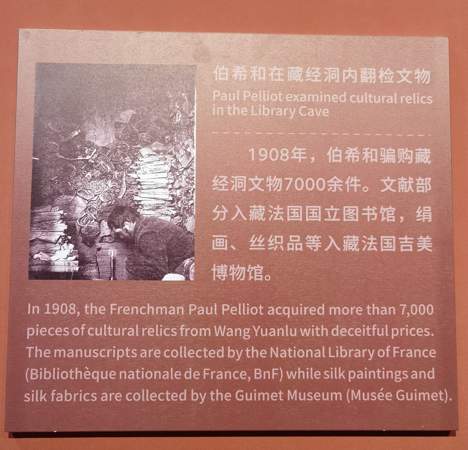 伯希和在藏经洞内翻检文物
Paul Pelliot examined cultural relics
in the Library Cave
1908年，伯希和骗购藏
经洞文物7000余件。文献部
分入藏法国国立图书馆，绢
画、丝织品等入藏法国吉美
博物馆。
In 1908, the Frenchman Paul Pelliot acquired more than 7,000
pieces of cultural relics from Wang Yuanlu with deceitful prices.
The manuscripts are collected by the National Library of France
(Bibliothèque nationale de France, BnF) while silk paintings and
silk fabrics are collected by the Guimet Museum (Musée Guimet).